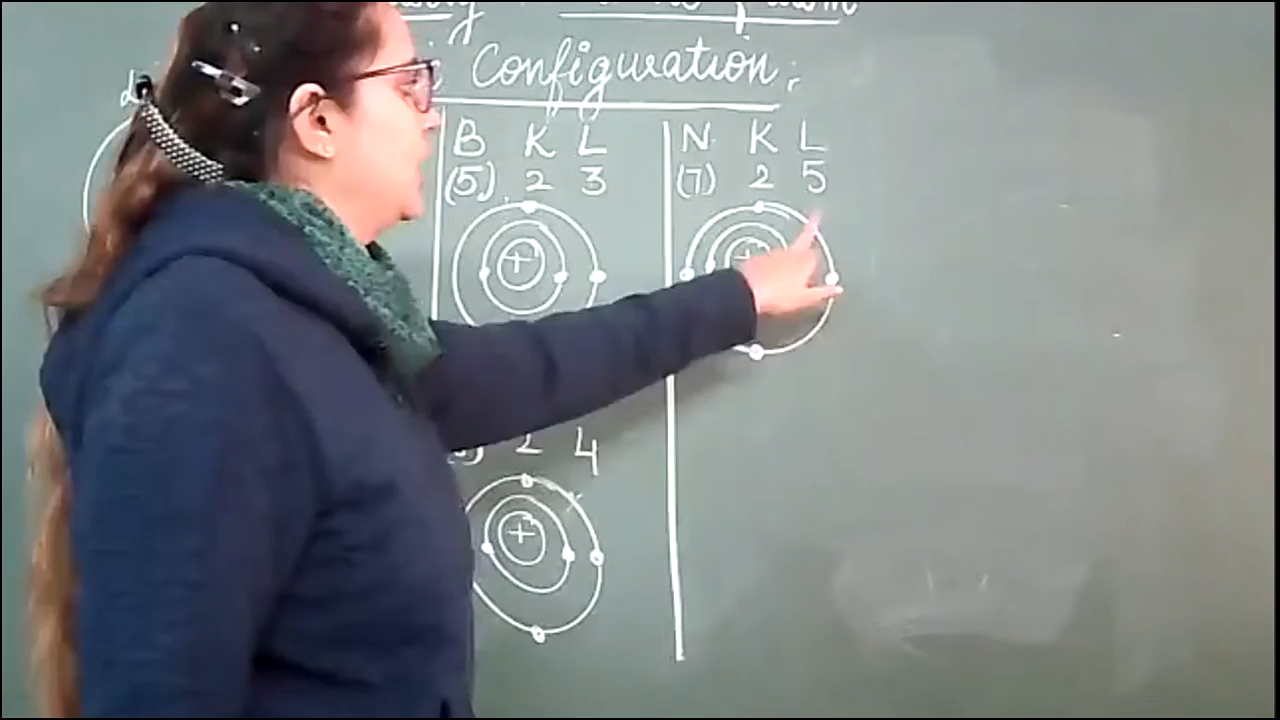 Configuration,
B K L
(5) 2 3
N K L
(7) 2 5
2 4
+
+
+